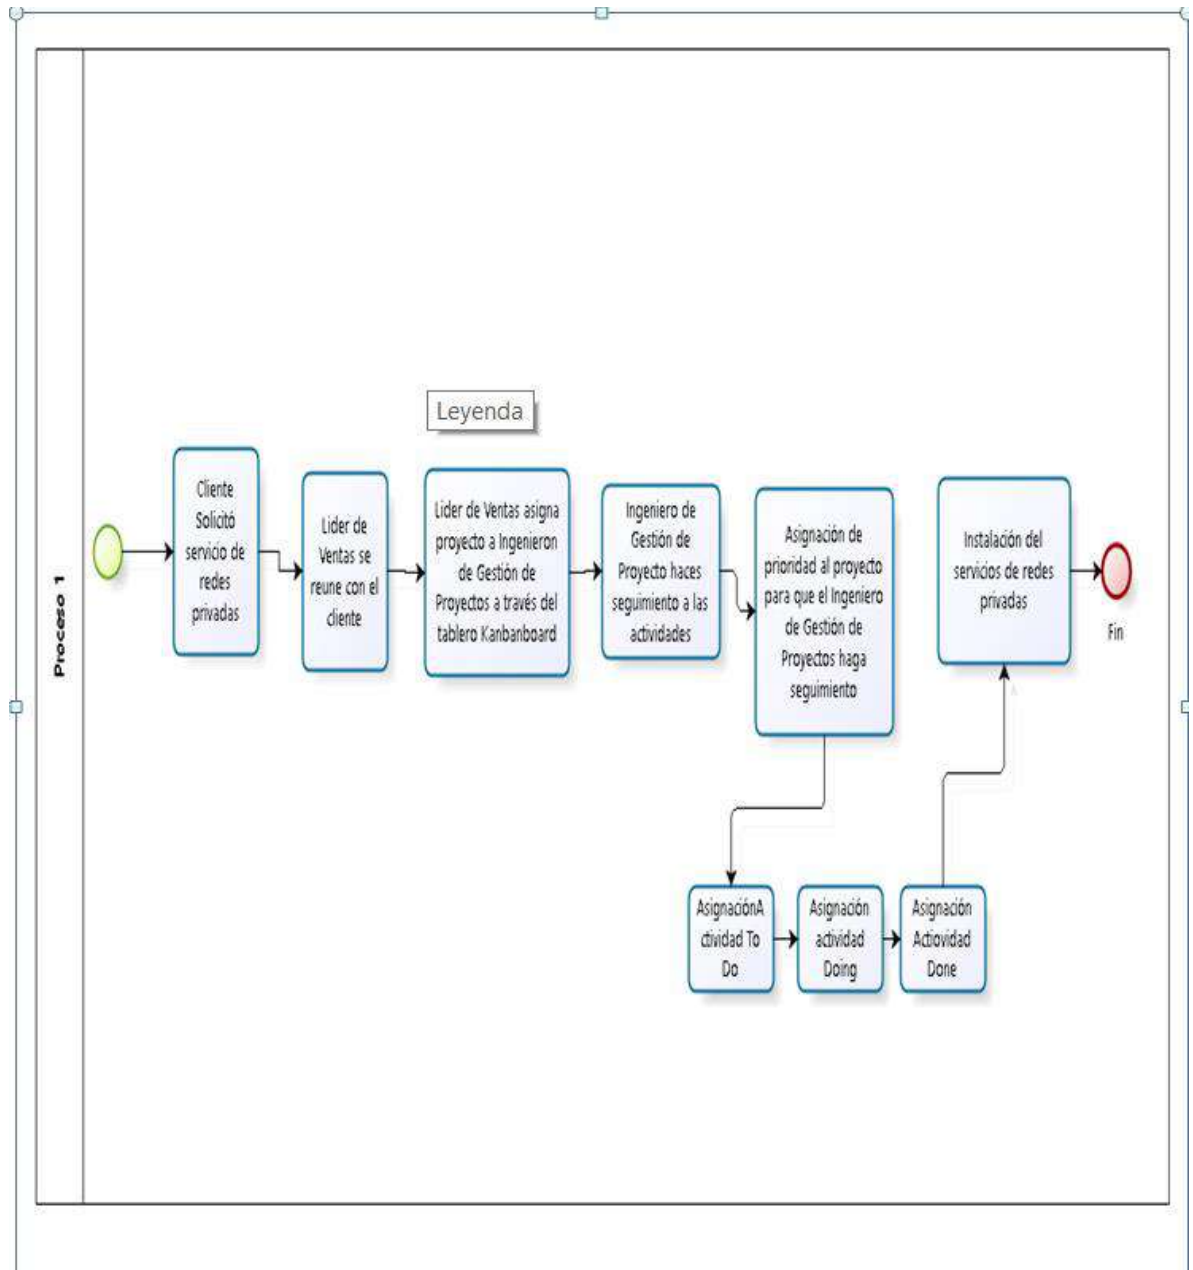 Proceso 1
Leyenda
Cliente
Solicitó
servicio de
redes
privadas
Lider de
Ventas se
reune con el
cliente
Lider de Ventas asigna
proyecto a Ingenieron
de Gestión de
Proyectos a través del
tablero Kanbanboard
Ingeniero de
Gestión de
Proyecto haces
seguimiento a las
actividades
Asignación de
prioridad al proyecto
para que el Ingeniero
de Gestión de
Proyectos haga
seguimiento
Instalación del
servicios de redes
privadas
Fin
AsignaciónA
ctividad To
Do
Asignación
actividad
Doing
Asignación
Actiovidad
Done